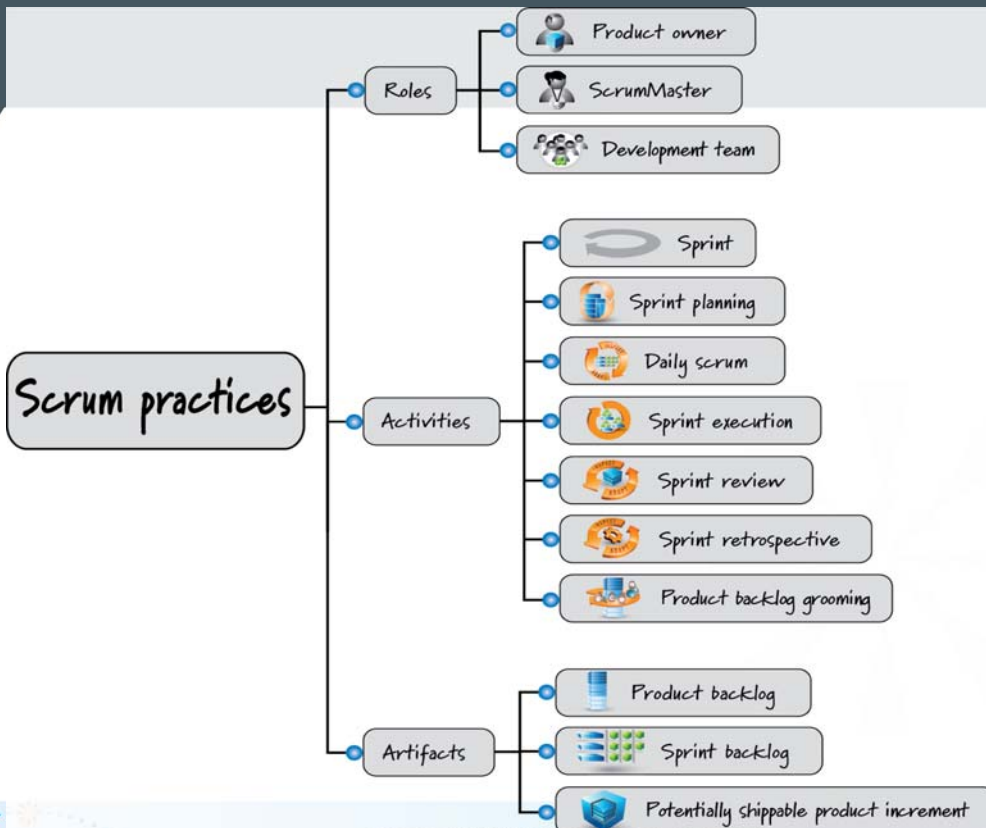 Scrum practices
Roles
Product owner
ScrumMaster
Development team
Activities
Sprint
Sprint planning
Daily scrum
Sprint execution
Sprint review
Sprint retrospective
Product backlog grooming
Artifacts
Product backlog
Sprint backlog
Potentially shippable product increment